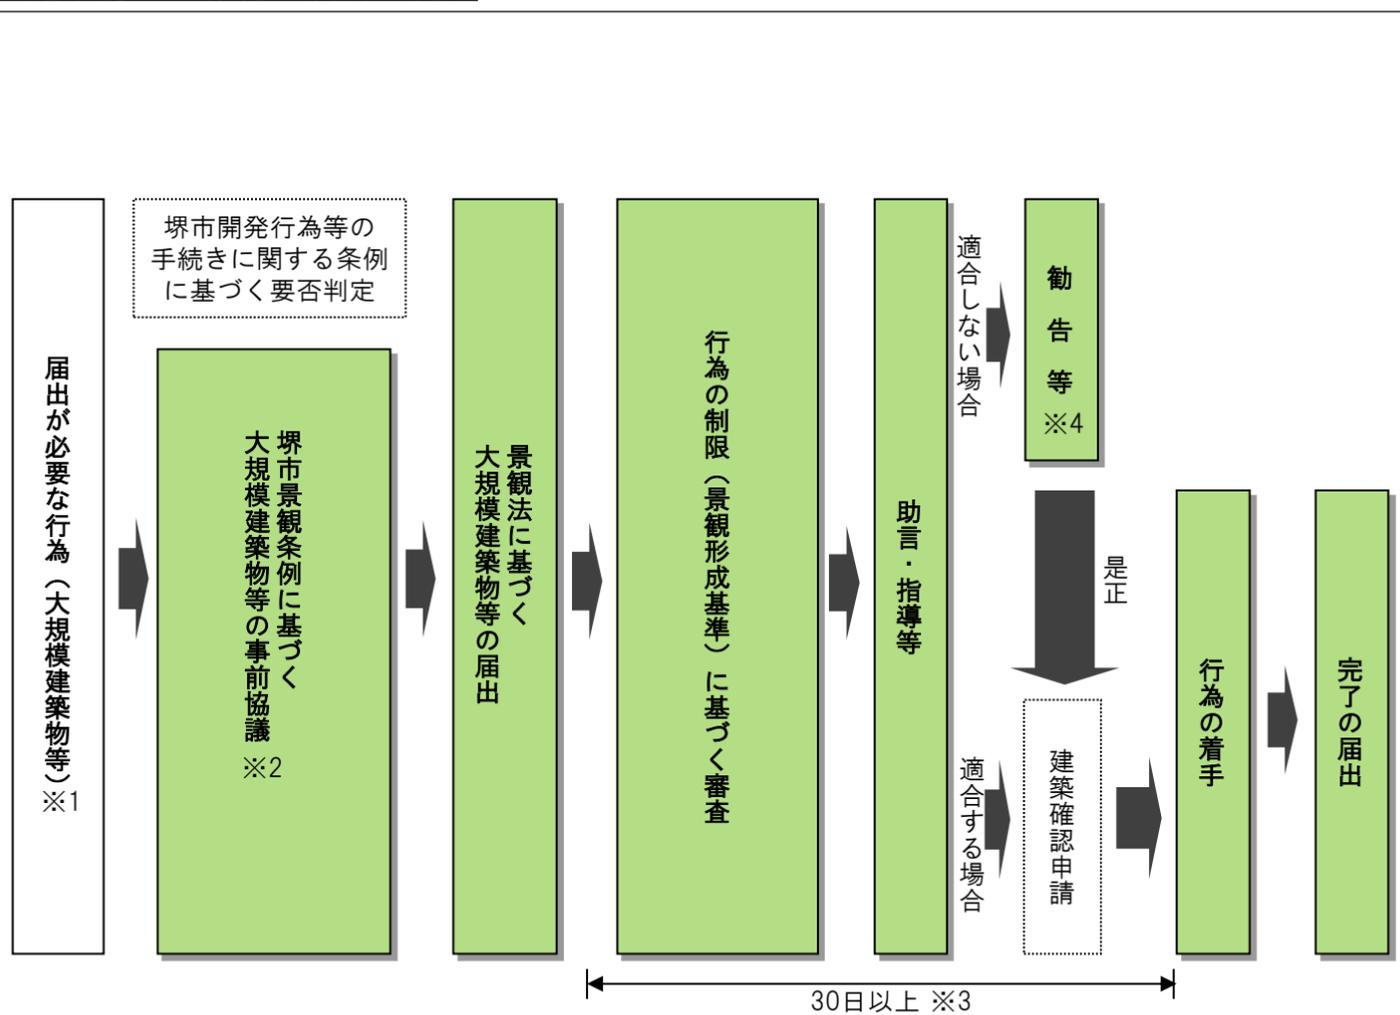 届出が必要な行為（大規模建築物等）※1
堺市開発行為等の
手続きに関する条例
に基づく要否判定
堺市景観条例に基づく
大規模建築物等の事前協議 ※2
景観法に基づく
大規模建築物等の届出
行為の制限（景観形成基準）に基づく審査
助言・指導等
適合しない場合
勧告等 ※4
是正
適合する場合
建築確認申請
行為の着手
完了の届出
30日以上 ※3